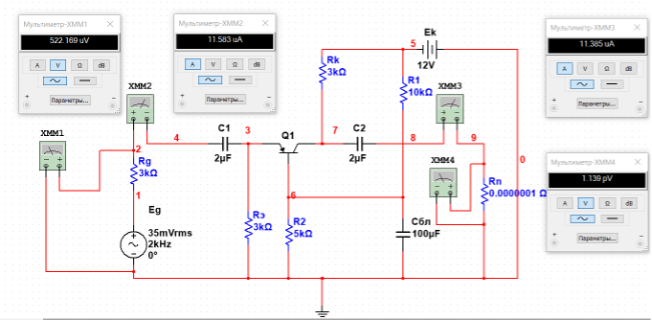 Мультиметр-XMM1
522.169 uV
A V Ω dB
Параметры...
Мультиметр-XMM2
11.583 uA
A V Ω dB
Параметры...
Мультиметр-XMM3
11.385 uA
A V Ω dB
Параметры...
Мультиметр-XMM4
1.139 pV
A V Ω dB
Параметры...
Ek
5
12V
Rk
3kΩ
R1
10kΩ
XMM2
XMM3
XMM1
XMM4
4
C1
2µF
3
Q1
7
C2
2µF
8
9
0
2
Rg
3kΩ
1
6
Rn
0.0000001 Ω
Eg
35mVrms
2kHz
0°
Rэ
3kΩ
R2
5kΩ
Cбл
100µF